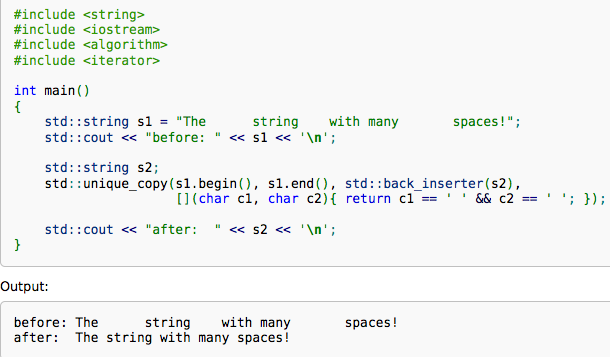 #include <string>
#include <iostream>
#include <algorithm>
#include <iterator>

int main()
{
    std::string s1 = "The      string    with many       spaces!";
    std::cout << "before: " << s1 << '\n';

    std::string s2;
    std::unique_copy(s1.begin(), s1.end(), std::back_inserter(s2),
                     [](char c1, char c2){ return c1 == ' ' && c2 == ' '; });

    std::cout << "after:  " << s2 << '\n';
}
Output:
before: The      string    with many       spaces!
after:  The string with many spaces!